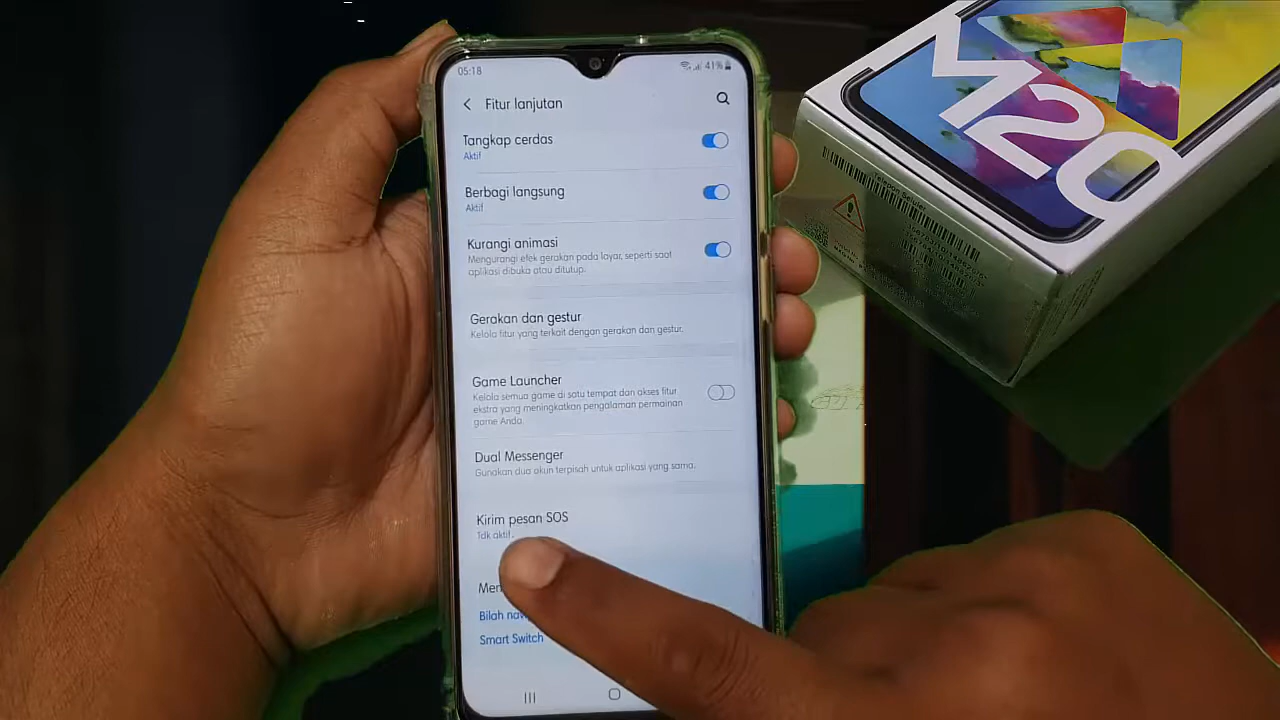 05:18
41%
Fitur lanjutan
Tangkap cerdas
Aktif
Berbagi langsung
Aktif
Kurangi animasi
Mengurangi efek gerakan pada layar, seperti saat
aplikasi dibuka atau ditutup.
Gerakan dan gestur
Kelola fitur yang terkait dengan gerakan dan gestur.
Game Launcher
Kelola semua game di satu tempat dan akses fitur
ekstra yang meningkatkan pengalaman permainan
game Anda.
Dual Messenger
Gunakan dua akun terpisah untuk aplikasi yang sama.
Kirim pesan SOS
Tdk aktif.
Bilah
Smart Switch
M20
Telepon Seluler